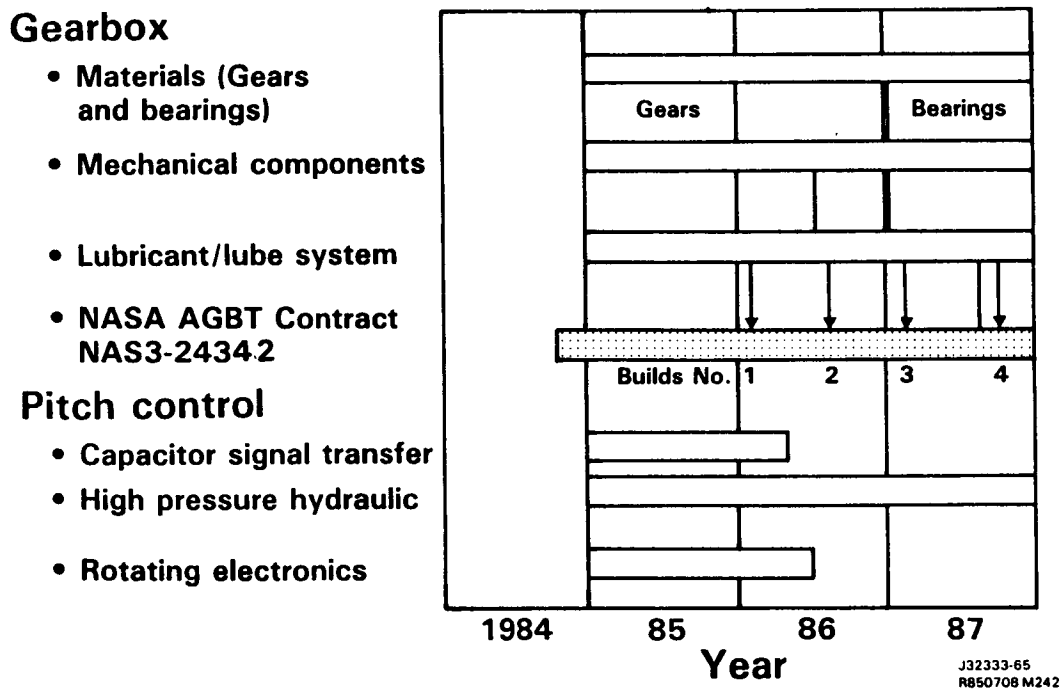 Gearbox
• Materials (Gears
and bearings)
Gears
Bearings
• Mechanical components
• Lubricant/lube system
• NASA AGBT Contract
NAS3-24342
Builds No. 1 2 3 4
Pitch control
• Capacitor signal transfer
• High pressure hydraulic
• Rotating electronics
1984 85 86 87
Year
J32333-65
R850708 M242